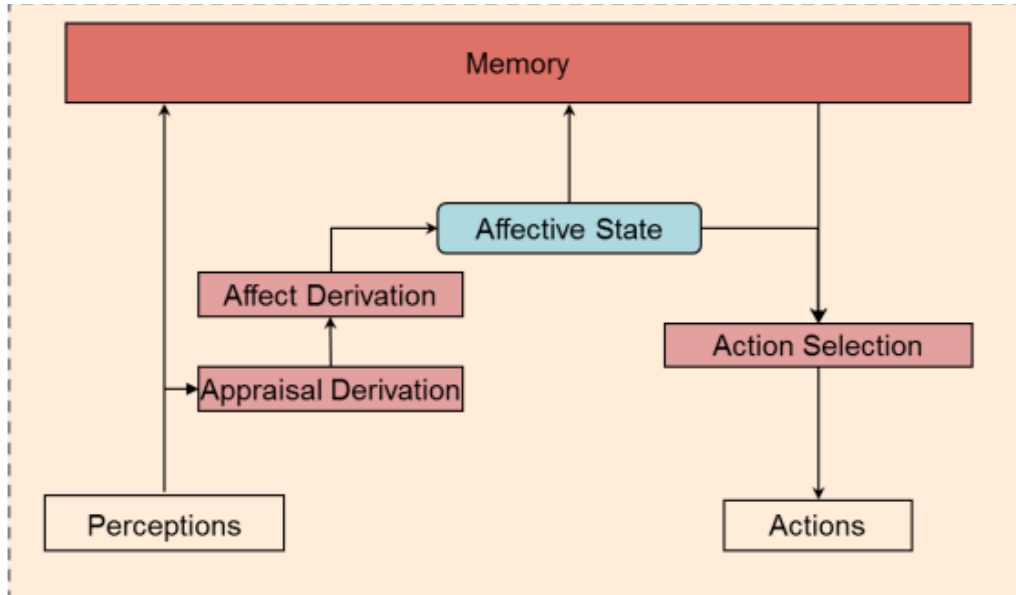 Memory
Affective State
Affect Derivation
Action Selection
Appraisal Derivation
Perceptions
Actions